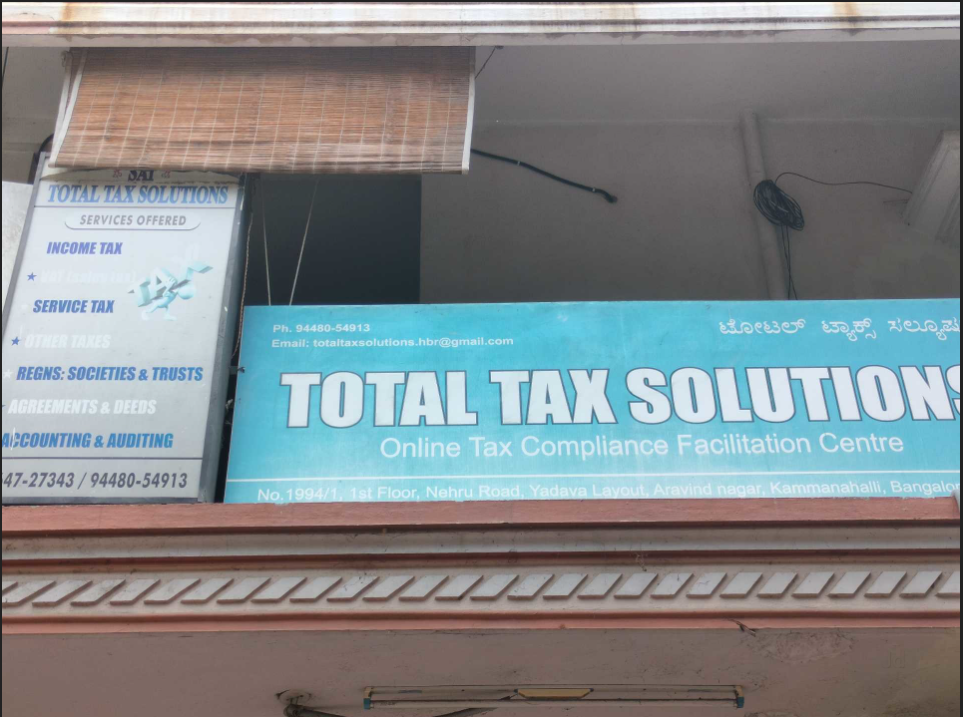 SAI
TOTAL TAX SOLUTIONS
SERVICES OFFERED
INCOME TAX
SERVICE TAX
OTHER TAXES
REGNS: SOCIETIES & TRUSTS
AGREEMENTS & DEEDS
ACCOUNTING & AUDITING
47-27343 / 94480-54913
TAX
Ph. 94480-54913
Email: totaltaxsolutions.hbr@gmail.com
ಟೋಟಲ್ ಟ್ಯಾಕ್ಸ್
TOTAL TAX SOLUTIONS
Online Tax Compliance Facilitation Centre
No.1994/1, 1st Floor, Nehru Road, Yadava Layout, Aravind nagar, Kammanahalli, Bangalor